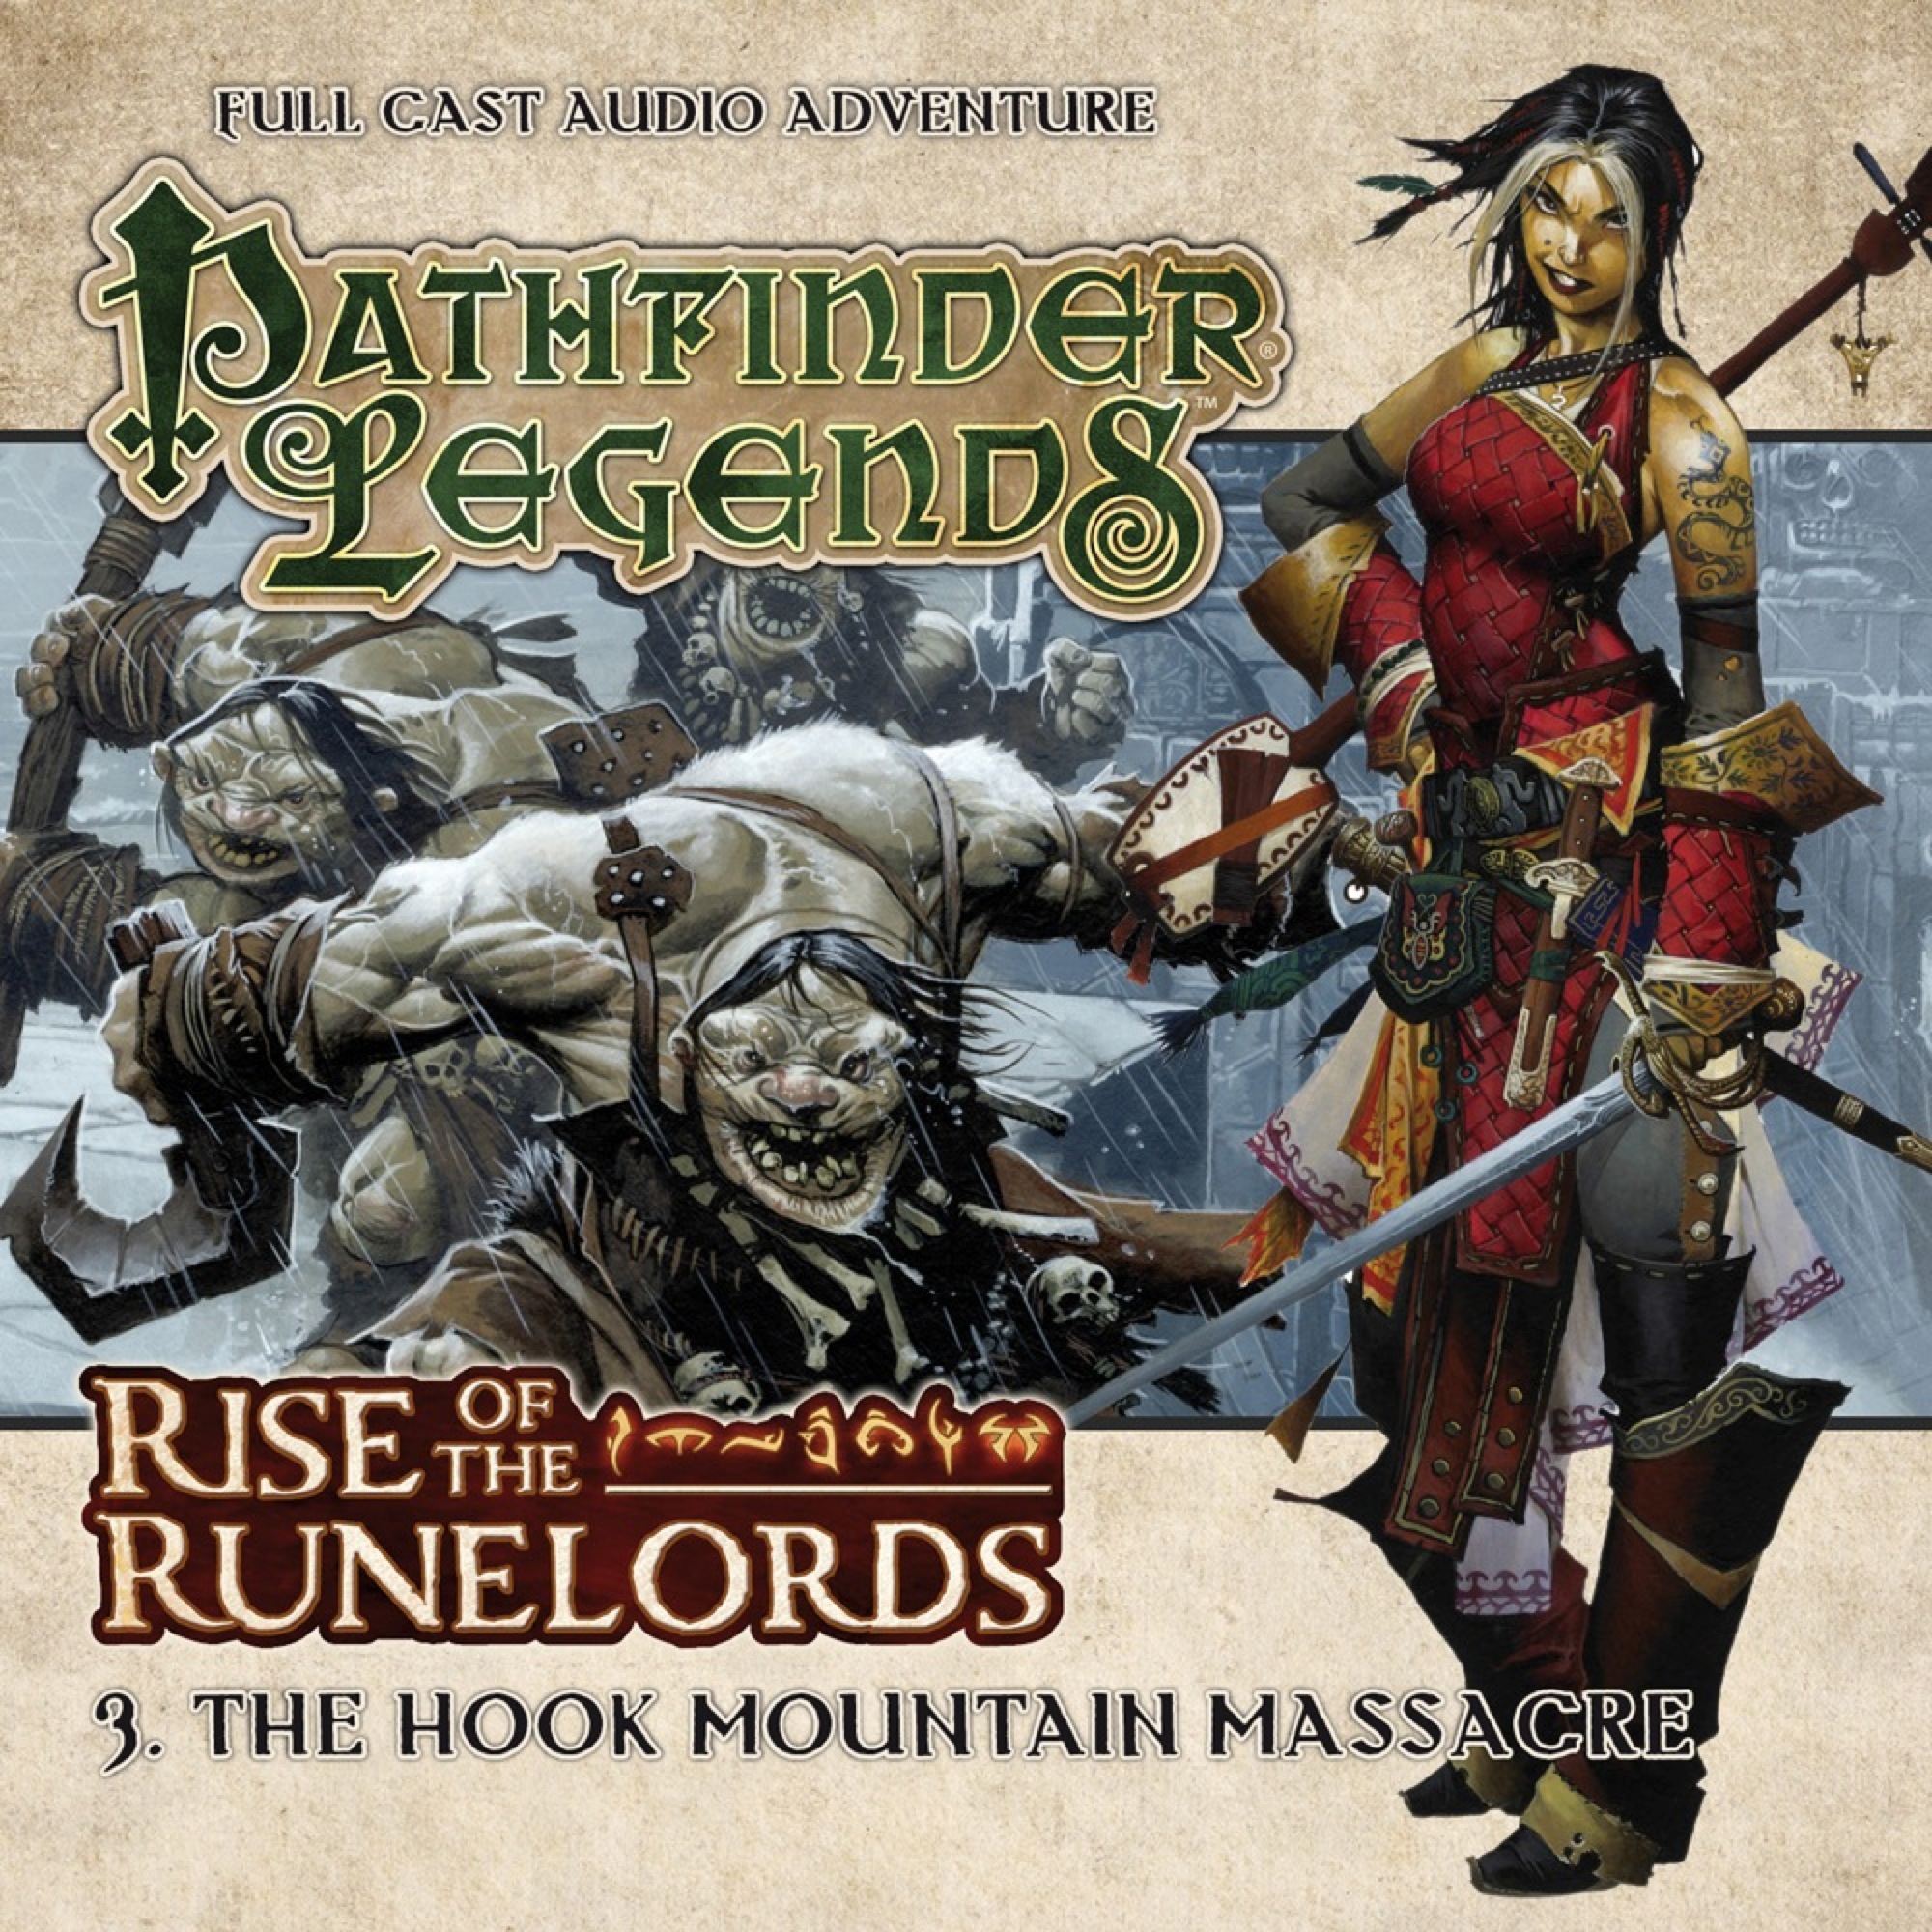 FULL CAST AUDIO ADVENTURE
PATHFINDER®
LEGENDS™
RISE OF THE
RUNELORDS
3. THE HOOK MOUNTAIN MASSACRE